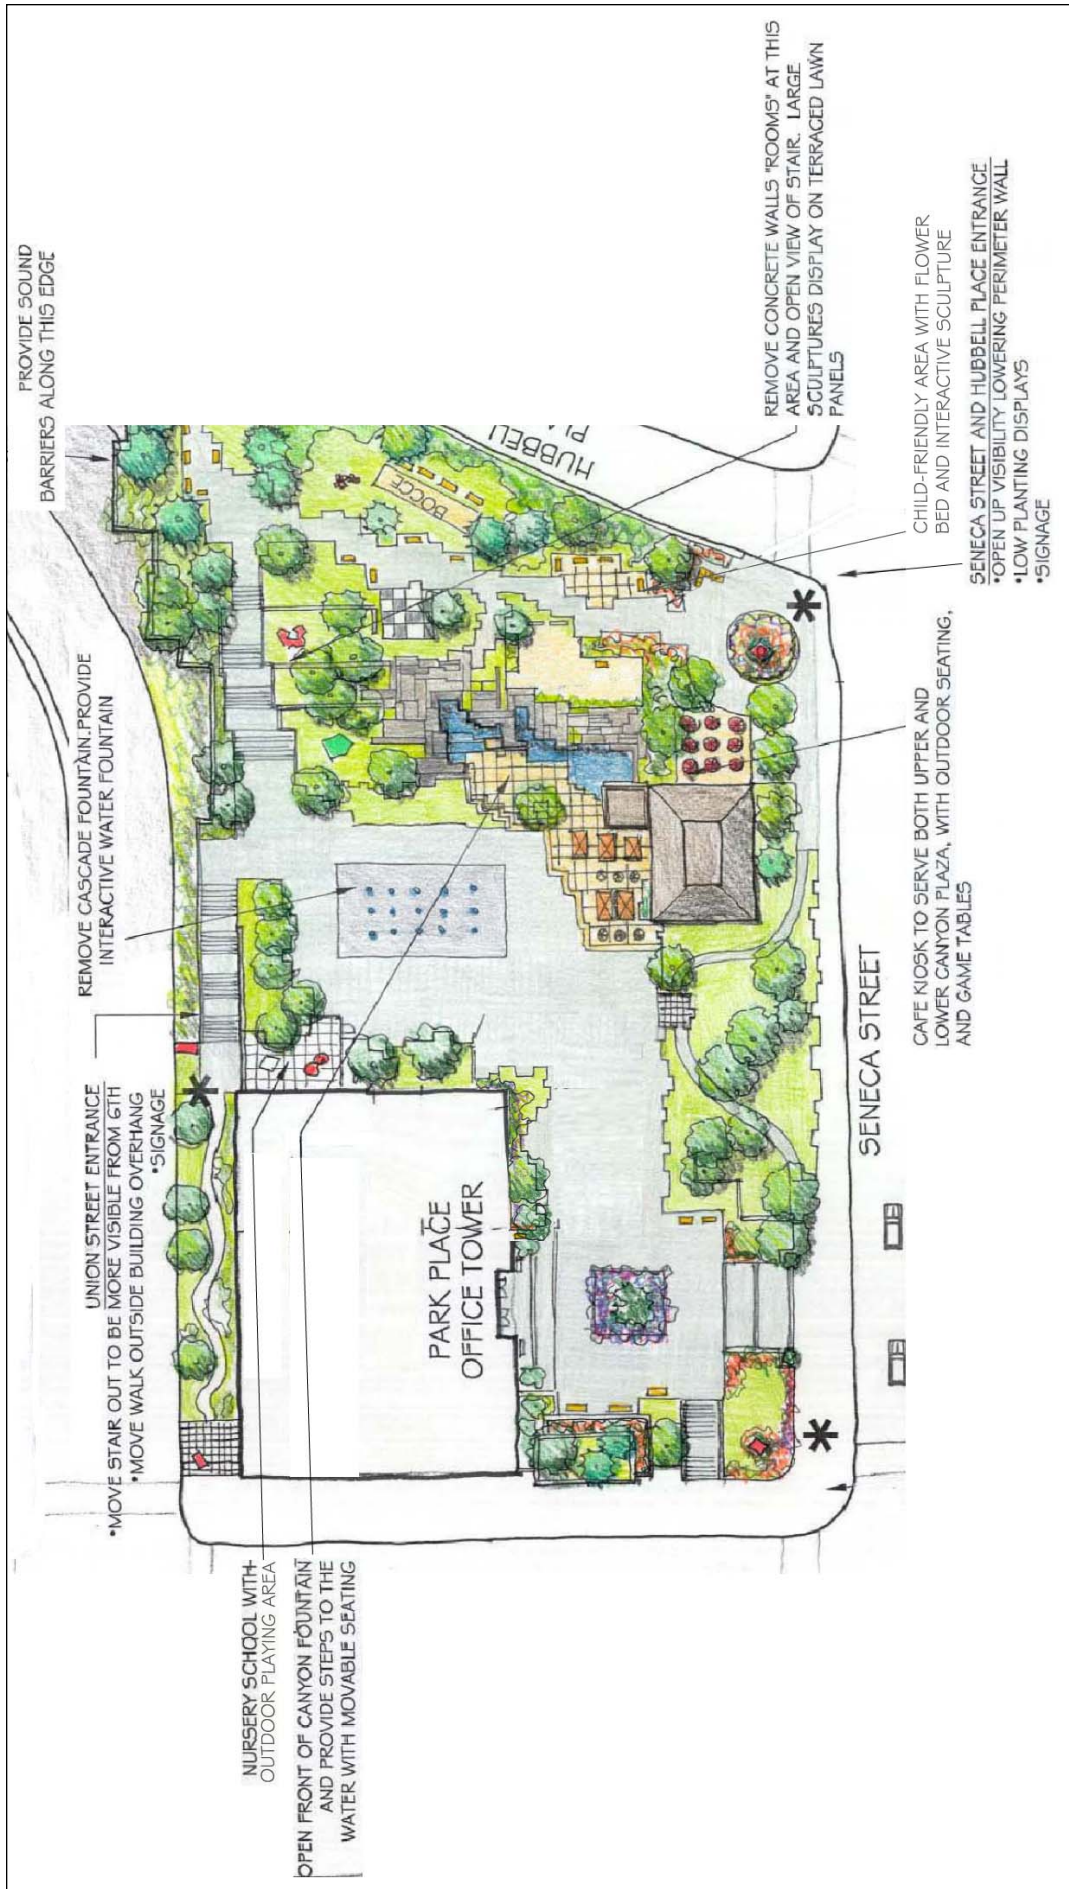 PROVIDE SOUND
BARRIERS ALONG THIS EDGE
REMOVE CASCADE FOUNTAIN.PROVIDE
INTERACTIVE WATER FOUNTAIN
UNION STREET ENTRANCE
•MOVE STAIR OUT TO BE MORE VISIBLE FROM 6TH
•MOVE WALK OUTSIDE BUILDING OVERHANG
•SIGNAGE
NURSERY SCHOOL WITH
OUTDOOR PLAYING AREA
OPEN FRONT OF CANYON FOUNTAIN
AND PROVIDE STEPS TO THE
WATER WITH MOVABLE SEATING
PARK PLACE
OFFICE TOWER
BOCCE
HUBBELL
REMOVE CONCRETE WALLS "ROOMS" AT THIS
AREA AND OPEN VIEW OF STAIR. LARGE
SCULPTURES DISPLAY ON TERRACED LAWN
PANELS
CHILD-FRIENDLY AREA WITH FLOWER
BED AND INTERACTIVE SCULPTURE
SENECA STREET AND HUBBELL PLACE ENTRANCE
•OPEN UP VISIBILITY LOWERING PERIMETER WALL
•LOW PLANTING DISPLAYS
•SIGNAGE
SENECA STREET
CAFE KIOSK TO SERVE BOTH UPPER AND
LOWER CANYON PLAZA, WITH OUTDOOR SEATING,
AND GAME TABLES